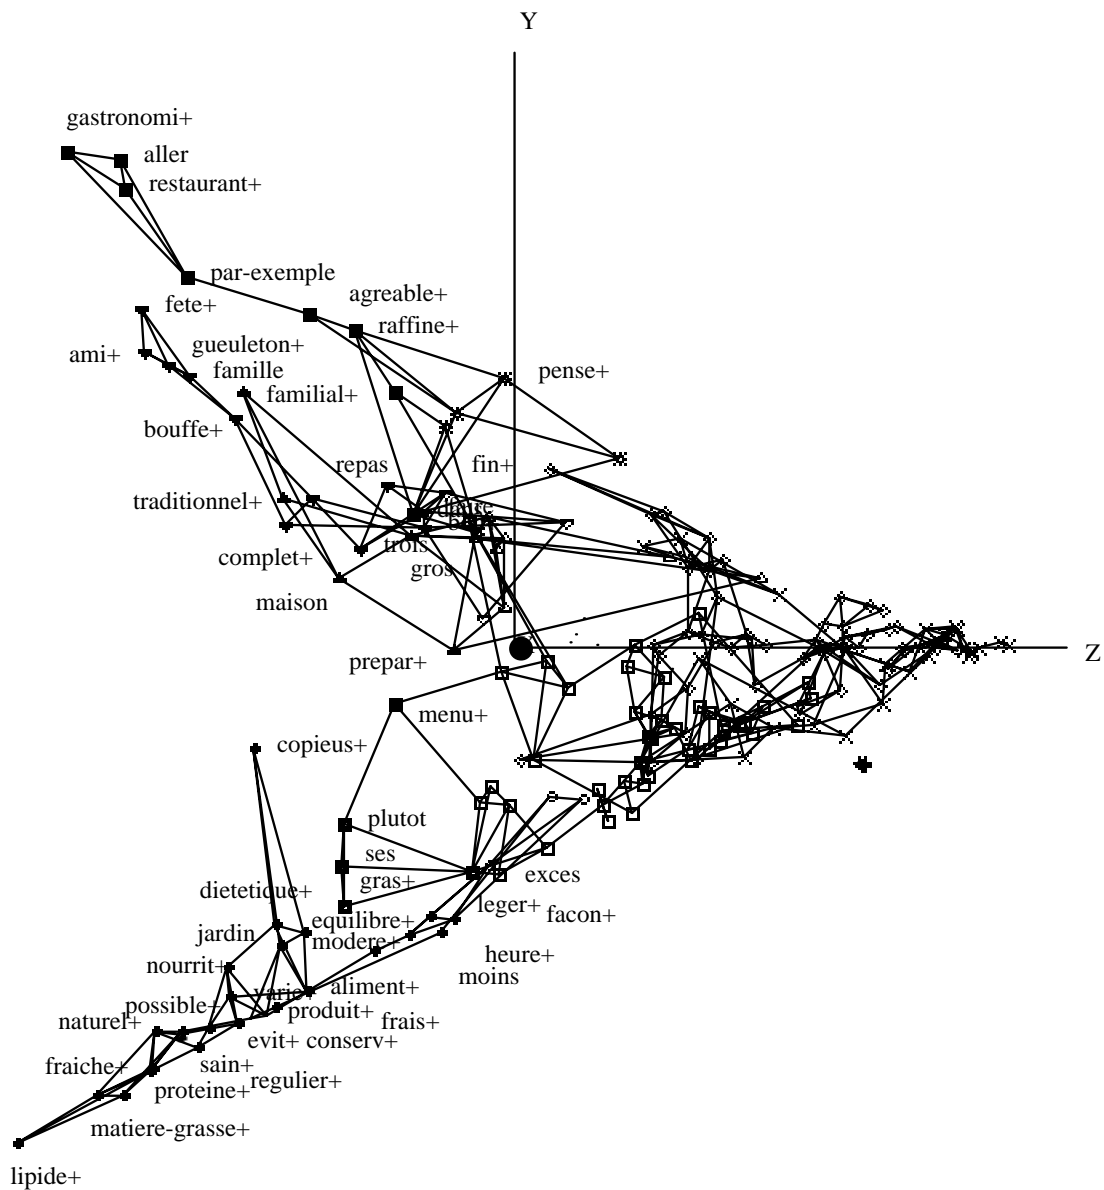 Y
gastronomi+
aller
restaurant+
par-exemple
agreable+
fete+
raffine+
gueuleton+
ami+
famille
pense+
familial+
bouffe+
repas
fin+
traditionnel+
trois
complet+
gros
maison
prepar+
Z
menu+
copieus+
plutot
ses
gras+
exces
dietetique+
leger+
facon+
equilibre+
jardin
modere+
heure+
nourrit+
moins
aliment+
possible+
produit+
naturel+
frais+
evit+
conserv+
fraiche+
sain+
regulier+
proteine+
matiere-grasse+
lipide+